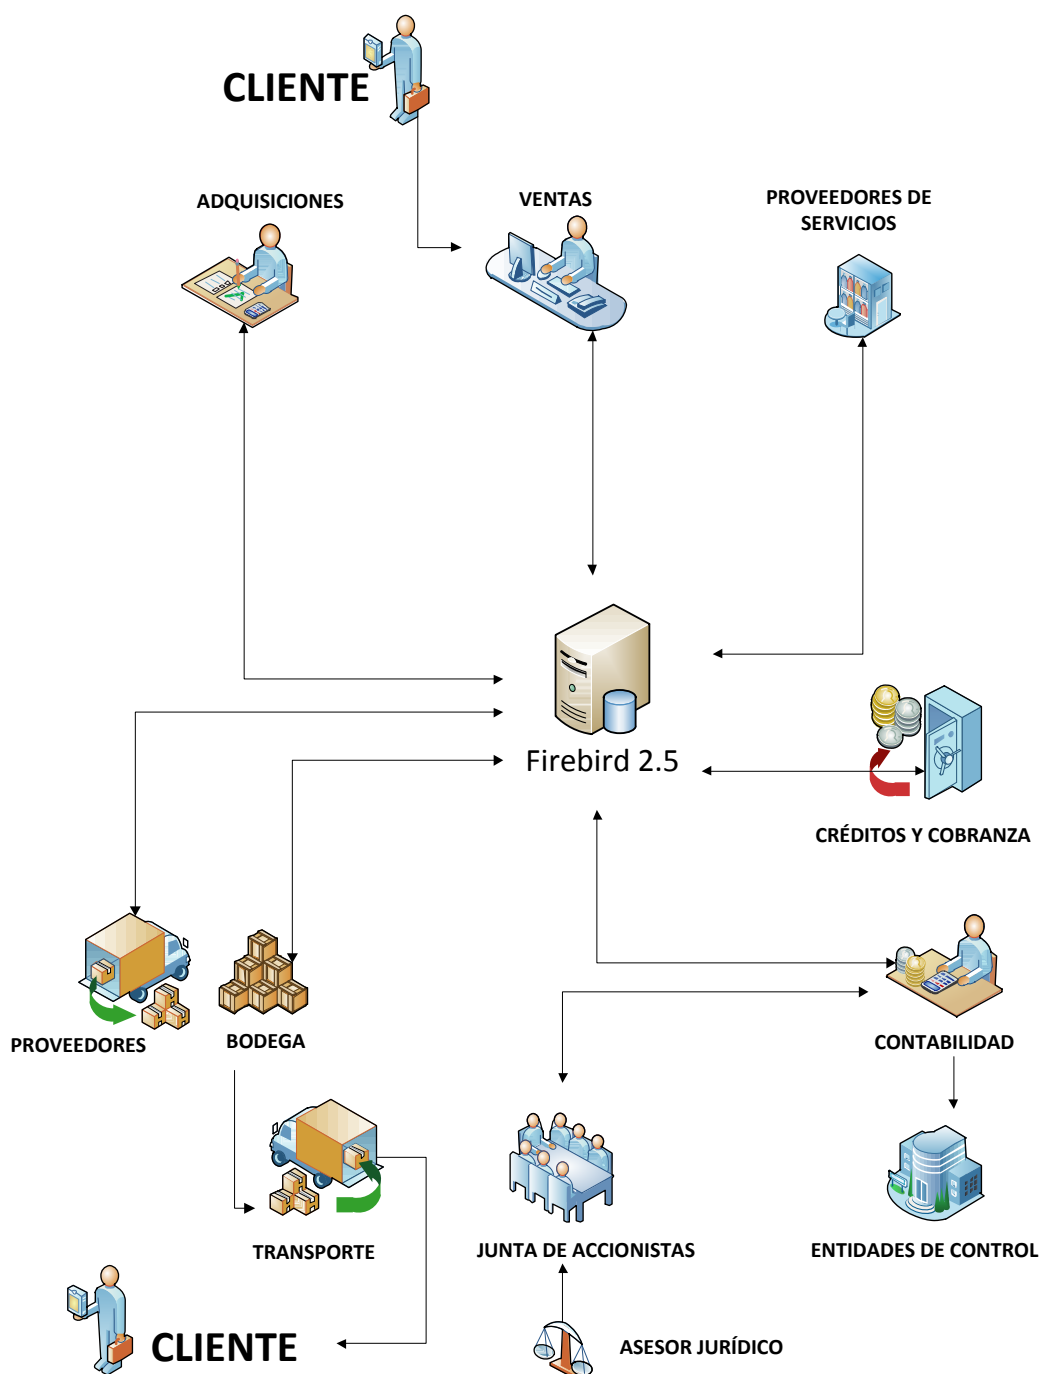 CLIENTE
ADQUISICIONES
VENTAS
PROVEEDORES DE
SERVICIOS
Firebird 2.5
CRÉDITOS Y COBRANZA
PROVEEDORES
BODEGA
CONTABILIDAD
TRANSPORTE
JUNTA DE ACCIONISTAS
ENTIDADES DE CONTROL
CLIENTE
ASESOR JURÍDICO